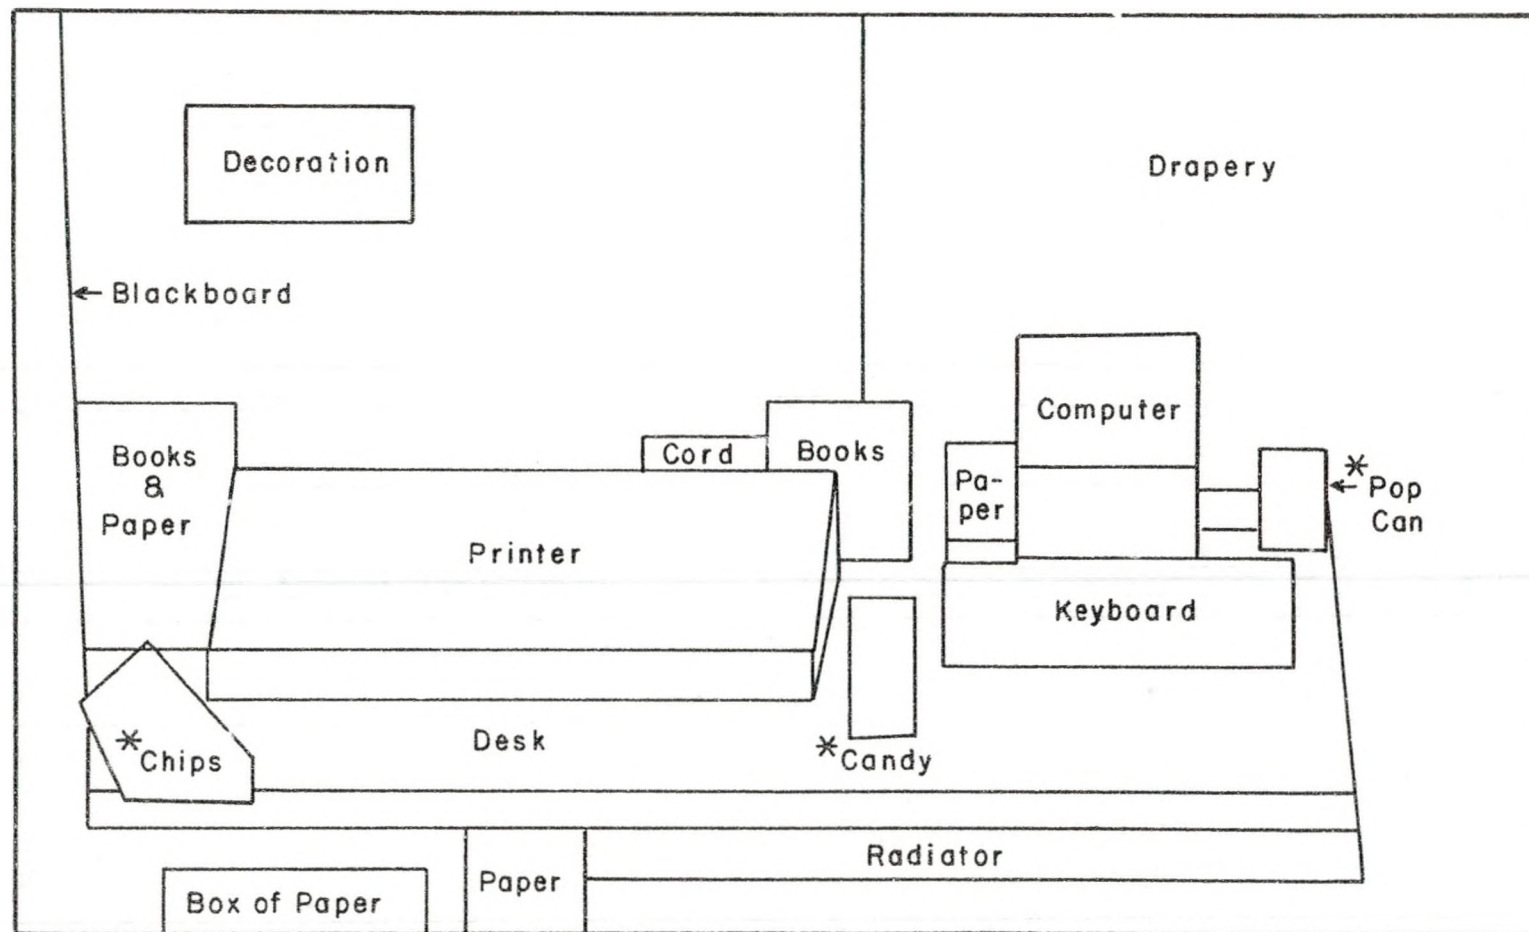 Decoration
Drapery
Blackboard
Computer
Books
&
Paper
Cord
Books
Pa-
per
*
Pop
Can
Printer
Keyboard
Desk
*Chips
*Candy
Radiator
Paper
Box of Paper